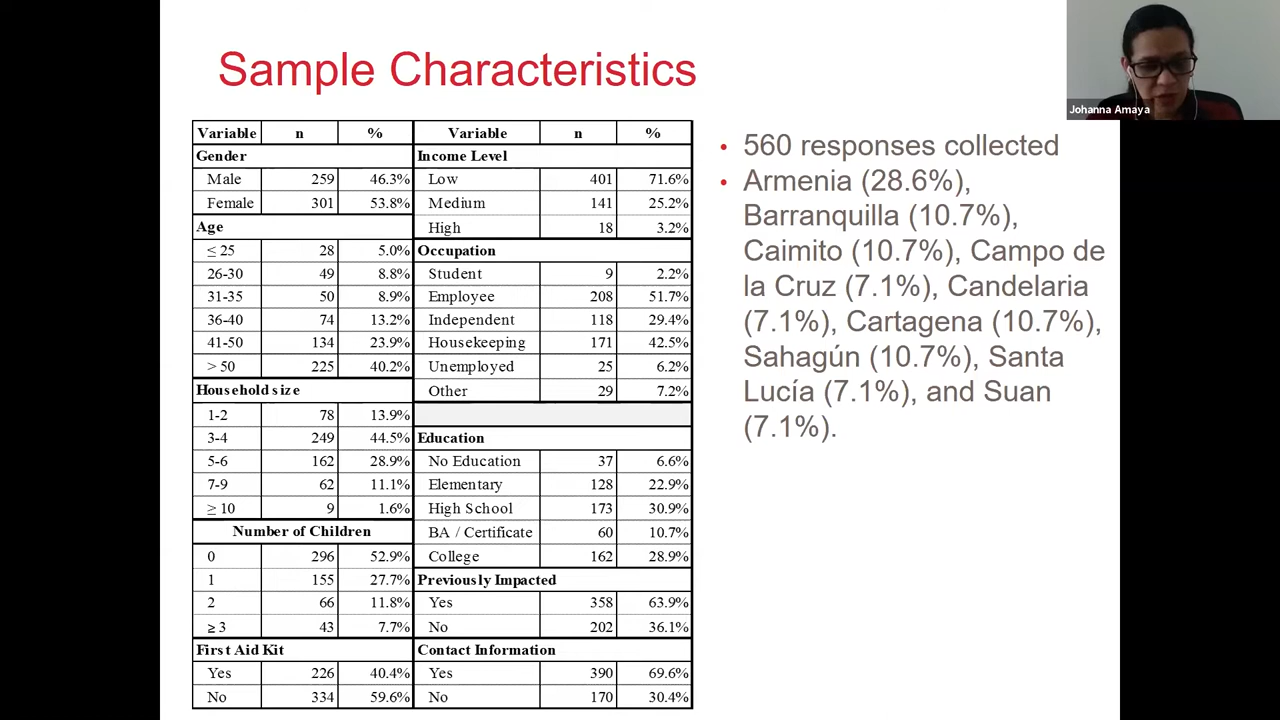 Sample Characteristics
Johanna Amaya
Variable n % Variable n %
Gender Income Level
Male 259 46.3% Low 401 71.6%
Female 301 53.8% Medium 141 25.2%
Age High 18 3.2%
≤ 25 28 5.0% Occupation
26-30 49 8.8% Student 9 2.2%
31-35 50 8.9% Employee 208 51.7%
36-40 74 13.2% Independent 118 29.4%
41-50 134 23.9% Housekeeping 171 42.5%
> 50 225 40.2% Unemployed 25 6.2%
Household size Other 29 7.2%
1-2 78 13.9%
3-4 249 44.5% Education
5-6 162 28.9% No Education 37 6.6%
7-9 62 11.1% Elementary 128 22.9%
≥ 10 9 1.6% High School 173 30.9%
Number of Children BA / Certificate 60 10.7%
0 296 52.9% College 162 28.9%
1 155 27.7% Previously Impacted
2 66 11.8% Yes 358 63.9%
≥ 3 43 7.7% No 202 36.1%
First Aid Kit Contact Information
Yes 226 40.4% Yes 390 69.6%
No 334 59.6% No 170 30.4%
• 560 responses collected
• Armenia (28.6%),
Barranquilla (10.7%),
Caimito (10.7%), Campo de
la Cruz (7.1%), Candelaria
(7.1%), Cartagena (10.7%),
Sahagún (10.7%), Santa
Lucía (7.1%), and Suan
(7.1%).